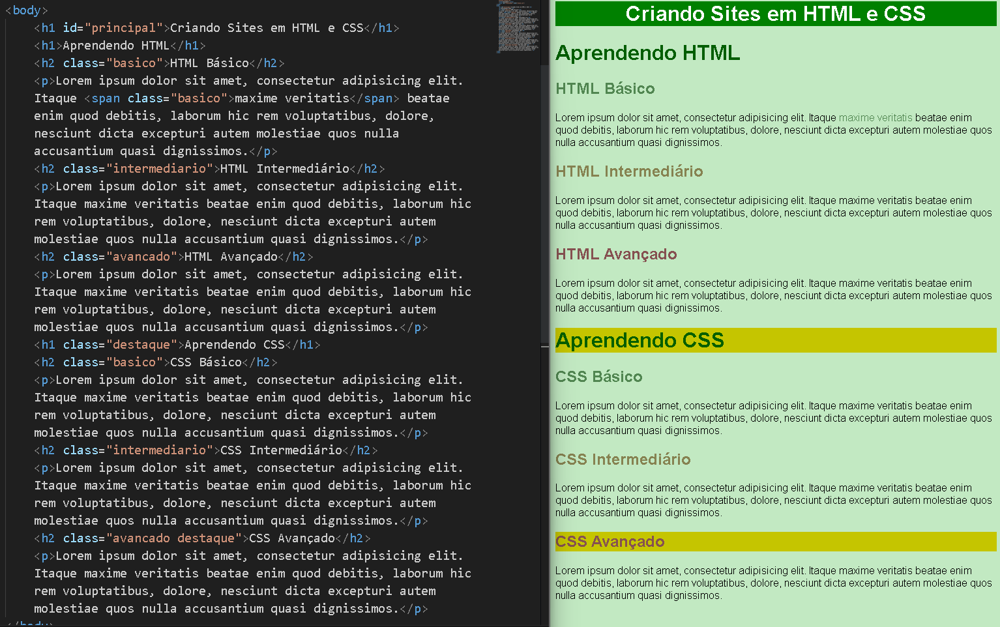 <body>
<h1 id="principal">Criando Sites em HTML e CSS</h1>
<h1>Aprendendo HTML</h1>
<h2 class="basico">HTML Básico</h2>
<p>Lorem ipsum dolor sit amet, consectetur adipisicing elit.
Itaque <span class="basico">maxime veritatis</span> beatae
enim quod debitis, laborum hic rem voluptatibus, dolore,
nesciunt dicta excepturi autem molestiae quos nulla
accusantium quasi dignissimos.</p>
<h2 class="intermediario">HTML Intermediário</h2>
<p>Lorem ipsum dolor sit amet, consectetur adipisicing elit.
Itaque maxime veritatis beatae enim quod debitis, laborum hic
rem voluptatibus, dolore, nesciunt dicta excepturi autem
molestiae quos nulla accusantium quasi dignissimos.</p>
<h2 class="avancado">HTML Avançado</h2>
<p>Lorem ipsum dolor sit amet, consectetur adipisicing elit.
Itaque maxime veritatis beatae enim quod debitis, laborum hic
rem voluptatibus, dolore, nesciunt dicta excepturi autem
molestiae quos nulla accusantium quasi dignissimos.</p>
<h1 class="destaque">Aprendendo CSS</h1>
<h2 class="basico">CSS Básico</h2>
<p>Lorem ipsum dolor sit amet, consectetur adipisicing elit.
Itaque maxime veritatis beatae enim quod debitis, laborum hic
rem voluptatibus, dolore, nesciunt dicta excepturi autem
molestiae quos nulla accusantium quasi dignissimos.</p>
<h2 class="intermediario">CSS Intermediário</h2>
<p>Lorem ipsum dolor sit amet, consectetur adipisicing elit.
Itaque maxime veritatis beatae enim quod debitis, laborum hic
rem voluptatibus, dolore, nesciunt dicta excepturi autem
molestiae quos nulla accusantium quasi dignissimos.</p>
<h2 class="avancado destaque">CSS Avançado</h2>
<p>Lorem ipsum dolor sit amet, consectetur adipisicing elit.
Itaque maxime veritatis beatae enim quod debitis, laborum hic
rem voluptatibus, dolore, nesciunt dicta excepturi autem
molestiae quos nulla accusantium quasi dignissimos.</p>
</body>
Criando Sites em HTML e CSS
Aprendendo HTML
HTML Básico
Lorem ipsum dolor sit amet, consectetur adipisicing elit. Itaque maxime veritatis beatae enim
quod debitis, laborum hic rem voluptatibus, dolore, nesciunt dicta excepturi autem molestiae quos
nulla accusantium quasi dignissimos.
HTML Intermediário
Lorem ipsum dolor sit amet, consectetur adipisicing elit. Itaque maxime veritatis beatae enim
quod debitis, laborum hic rem voluptatibus, dolore, nesciunt dicta excepturi autem molestiae quos
nulla accusantium quasi dignissimos.
HTML Avançado
Lorem ipsum dolor sit amet, consectetur adipisicing elit. Itaque maxime veritatis beatae enim
quod debitis, laborum hic rem voluptatibus, dolore, nesciunt dicta excepturi autem molestiae quos
nulla accusantium quasi dignissimos.
Aprendendo CSS
CSS Básico
Lorem ipsum dolor sit amet, consectetur adipisicing elit. Itaque maxime veritatis beatae enim
quod debitis, laborum hic rem voluptatibus, dolore, nesciunt dicta excepturi autem molestiae quos
nulla accusantium quasi dignissimos.
CSS Intermediário
Lorem ipsum dolor sit amet, consectetur adipisicing elit. Itaque maxime veritatis beatae enim
quod debitis, laborum hic rem voluptatibus, dolore, nesciunt dicta excepturi autem molestiae quos
nulla accusantium quasi dignissimos.
CSS Avançado
Lorem ipsum dolor sit amet, consectetur adipisicing elit. Itaque maxime veritatis beatae enim
quod debitis, laborum hic rem voluptatibus, dolore, nesciunt dicta excepturi autem molestiae quos
nulla accusantium quasi dignissimos.